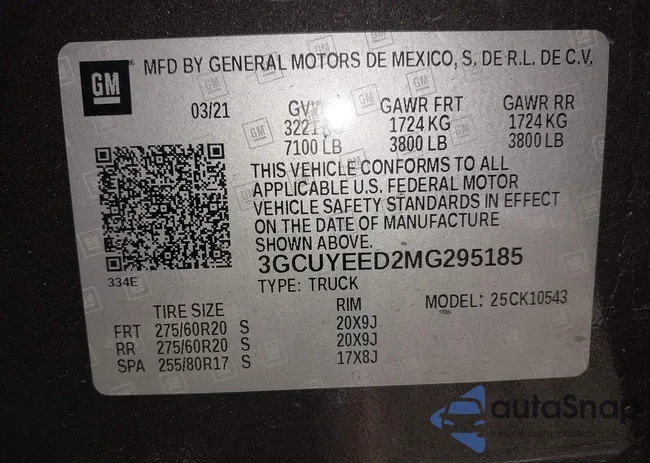 GM
MFD BY GENERAL MOTORS DE MEXICO, S. DE R.L. DE C.V.
03/21
GAWR FRT GAWR RR
3221 1724 KG 1724 KG
7100 LB 3800 LB 3800 LB
THIS VEHICLE CONFORMS TO ALL
APPLICABLE U.S. FEDERAL MOTOR
VEHICLE SAFETY STANDARDS IN EFFECT
ON THE DATE OF MANUFACTURE
SHOWN ABOVE.
3GCUYEED2MG295185
334E
TYPE: TRUCK
MODEL: 25CK10543
TIRE SIZE RIM
FRT 275/60R20 S 20X9J
RR 275/60R20 S 20X9J
SPA 255/80R17 S 17X8J
autoSnap